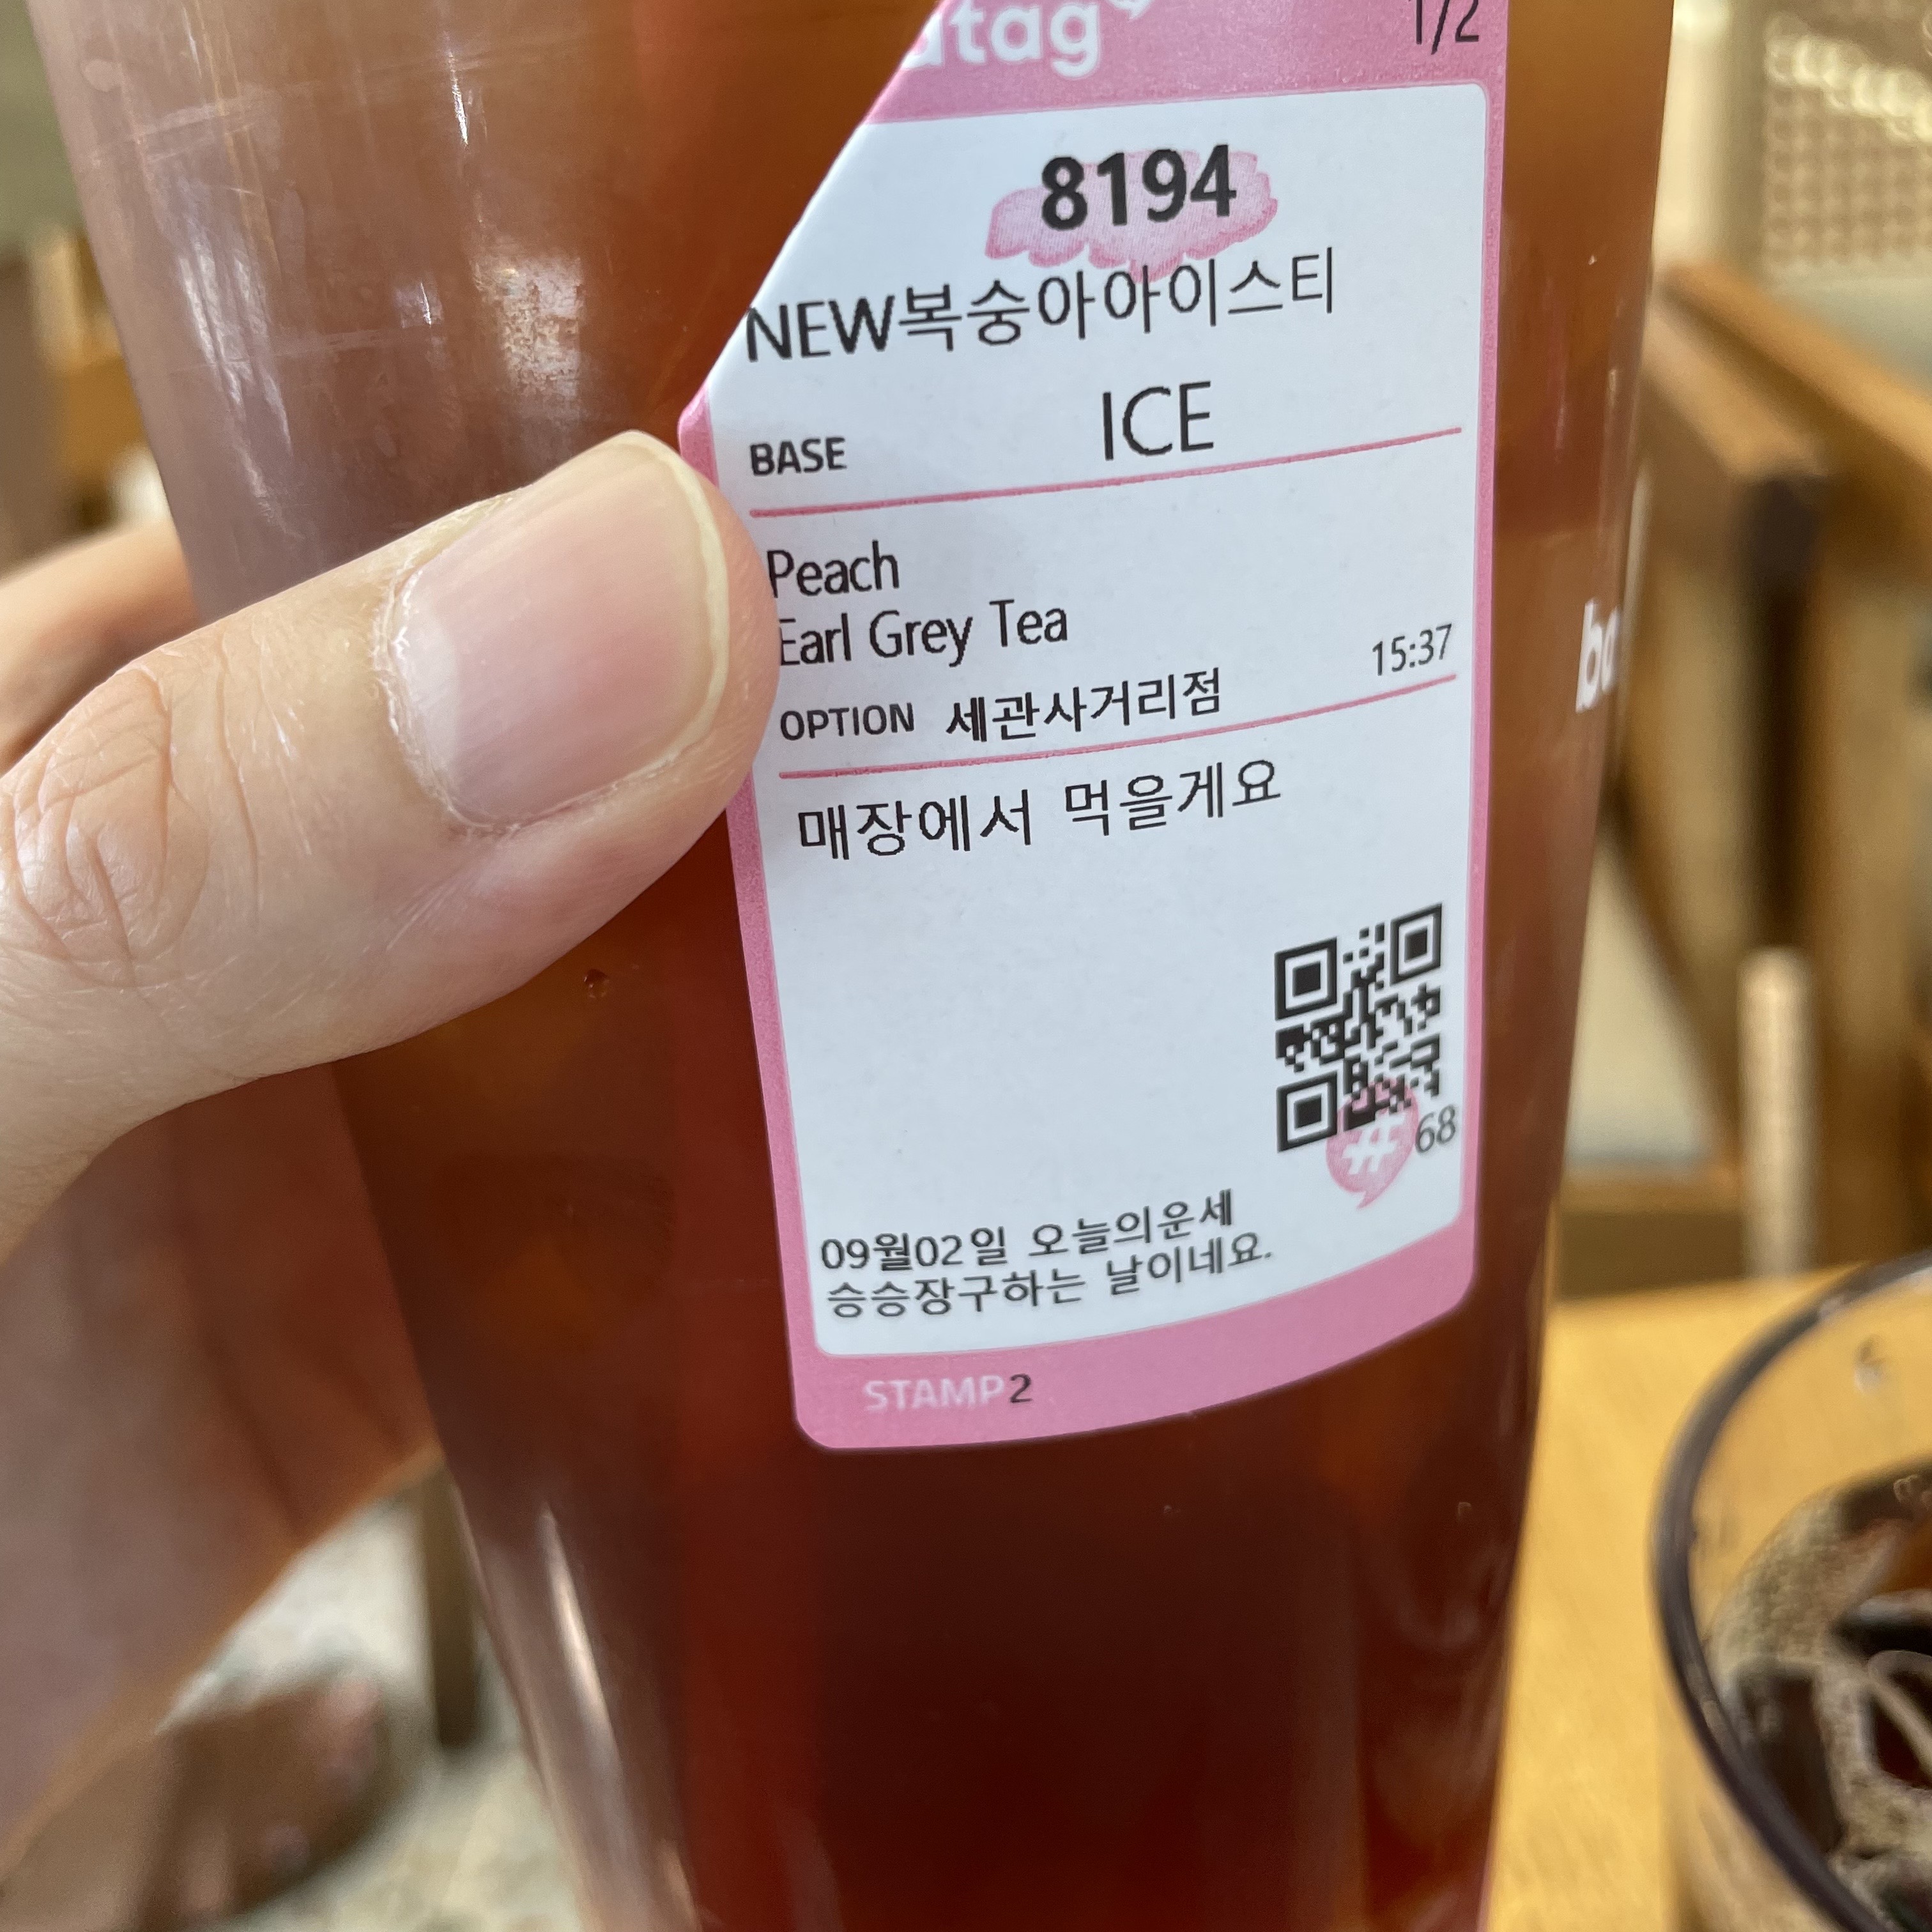 1/2
8194
NEW복숭아아이스티
ICE
BASE
Peach
Earl Grey Tea
15:37
OPTION 세관사거리점
매장에서 먹을게요
# 68
09월02일 오늘의운세
승승장구하는 날이네요.
STAMP 2